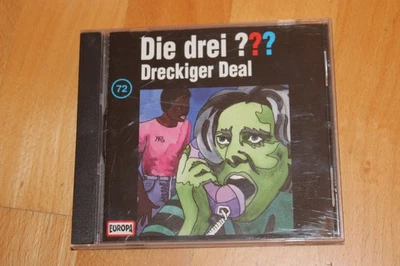 Die drei ???
Dreckiger Deal
72
EUROPA